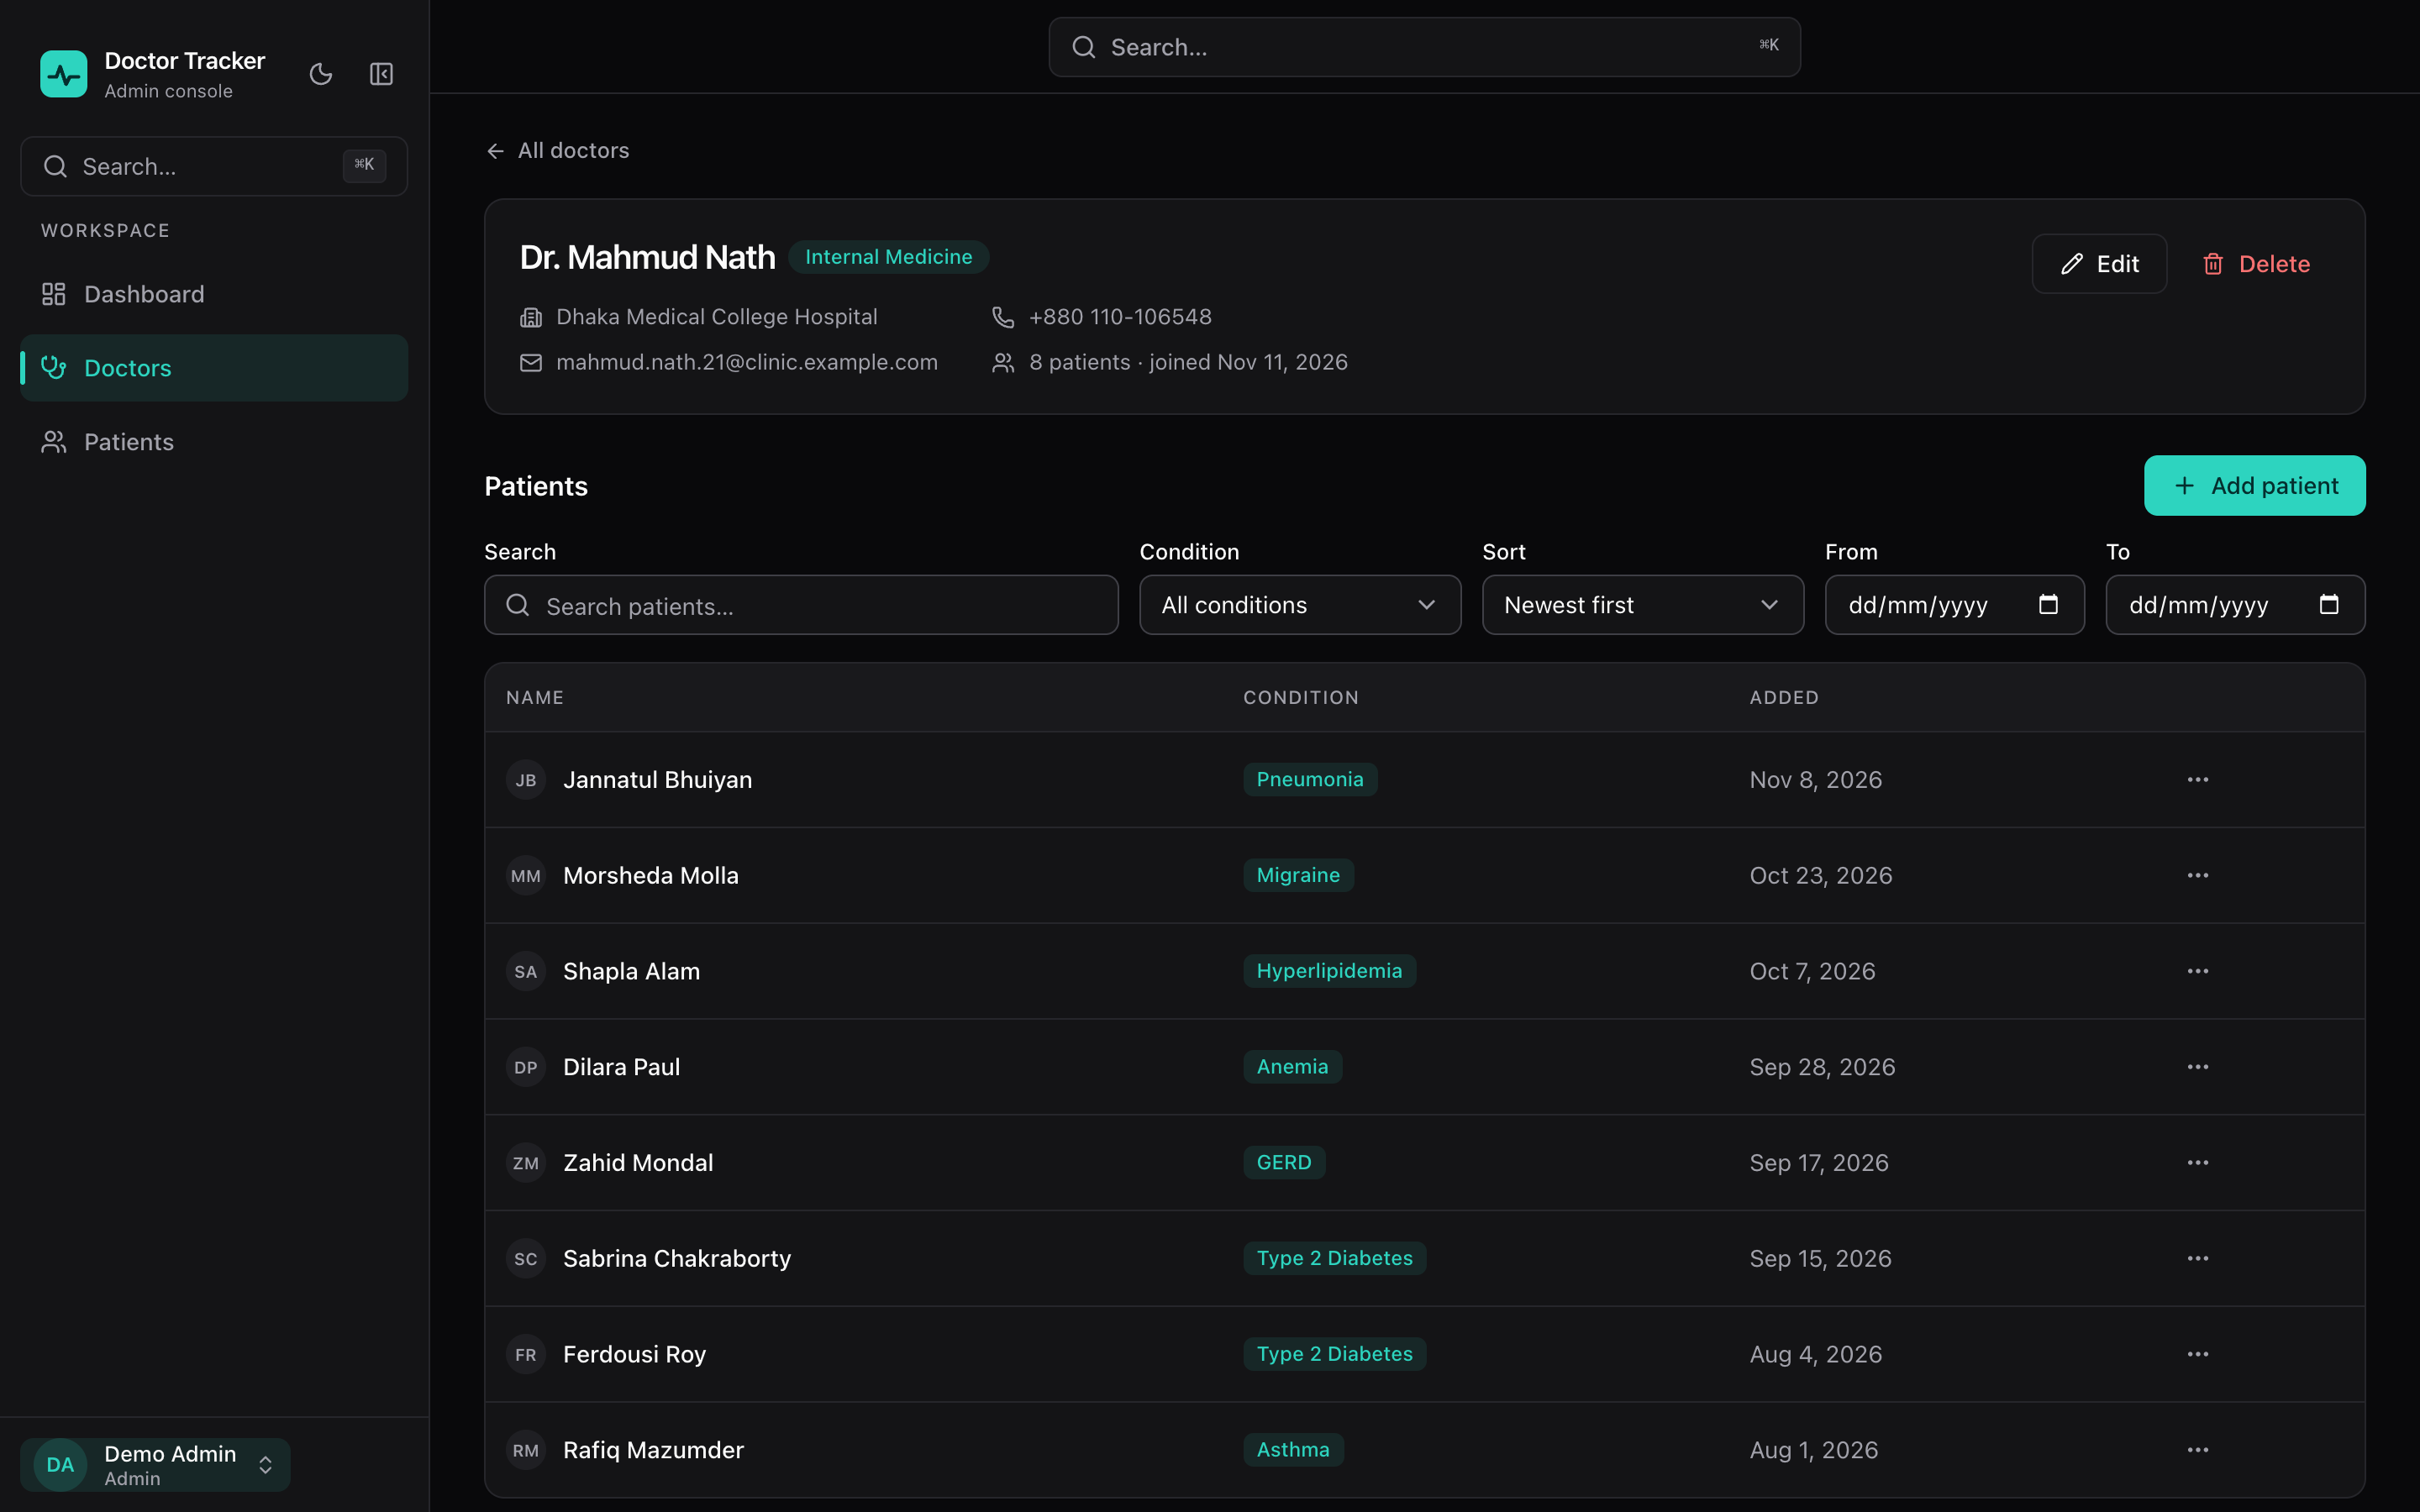 Doctor Tracker
Admin console
Search...
⌘K
WORKSPACE
Dashboard
Doctors
Patients
DA
Demo Admin
Admin
Search...
⌘K
All doctors
Dr. Mahmud Nath
Internal Medicine
Edit
Delete
Dhaka Medical College Hospital
+880 110-106548
mahmud.nath.21@clinic.example.com
8 patients · joined Nov 11, 2026
Patients
Add patient
Search
Condition
Sort
From
To
Search patients...
All conditions
Newest first
dd/mm/yyyy
dd/mm/yyyy
NAME CONDITION ADDED
JB Jannatul Bhuiyan Pneumonia Nov 8, 2026
MM Morsheda Molla Migraine Oct 23, 2026
SA Shapla Alam Hyperlipidemia Oct 7, 2026
DP Dilara Paul Anemia Sep 28, 2026
ZM Zahid Mondal GERD Sep 17, 2026
SC Sabrina Chakraborty Type 2 Diabetes Sep 15, 2026
FR Ferdousi Roy Type 2 Diabetes Aug 4, 2026
RM Rafiq Mazumder Asthma Aug 1, 2026